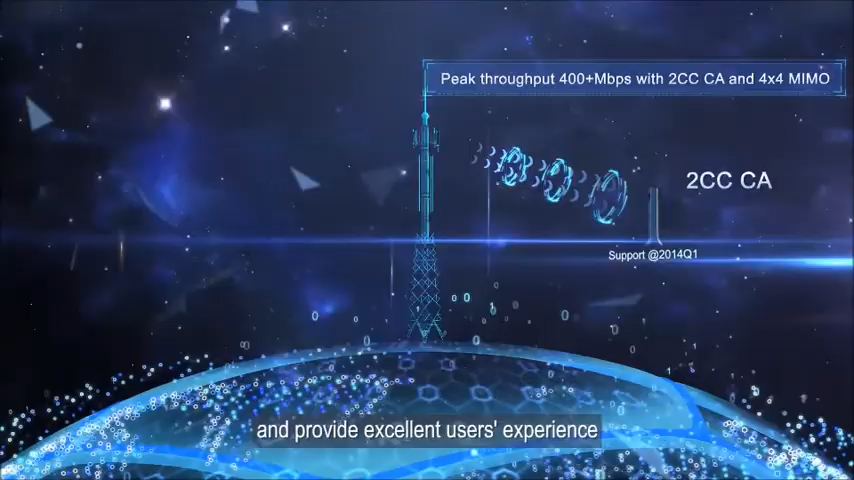 Peak throughput 400+Mbps with 2CC CA and 4x4 MIMO
2CC CA
Support @2014Q1
and provide excellent users' experience